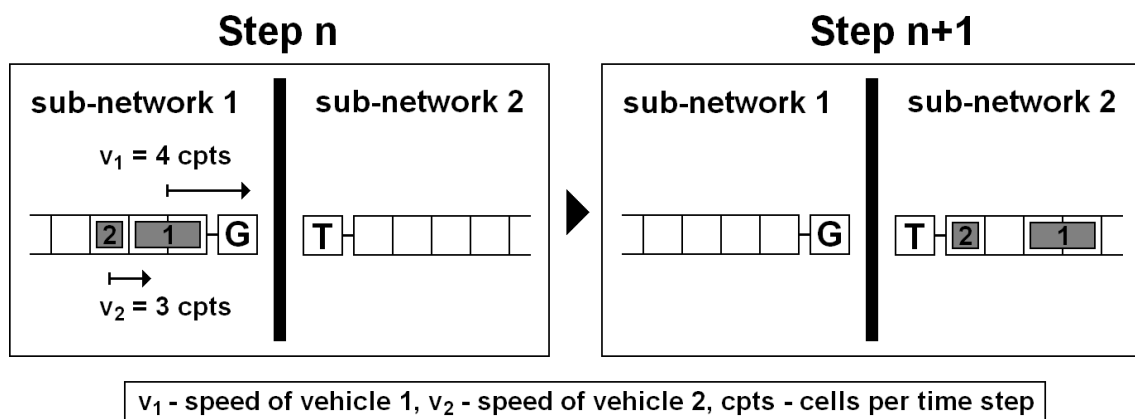 Step n
Step n+1
sub-network 1
sub-network 2
v₁ = 4 cpts
2
1
G
T
v₂ = 3 cpts
sub-network 1
sub-network 2
G
T
2
1
v₁ - speed of vehicle 1, v₂ - speed of vehicle 2, cpts - cells per time step